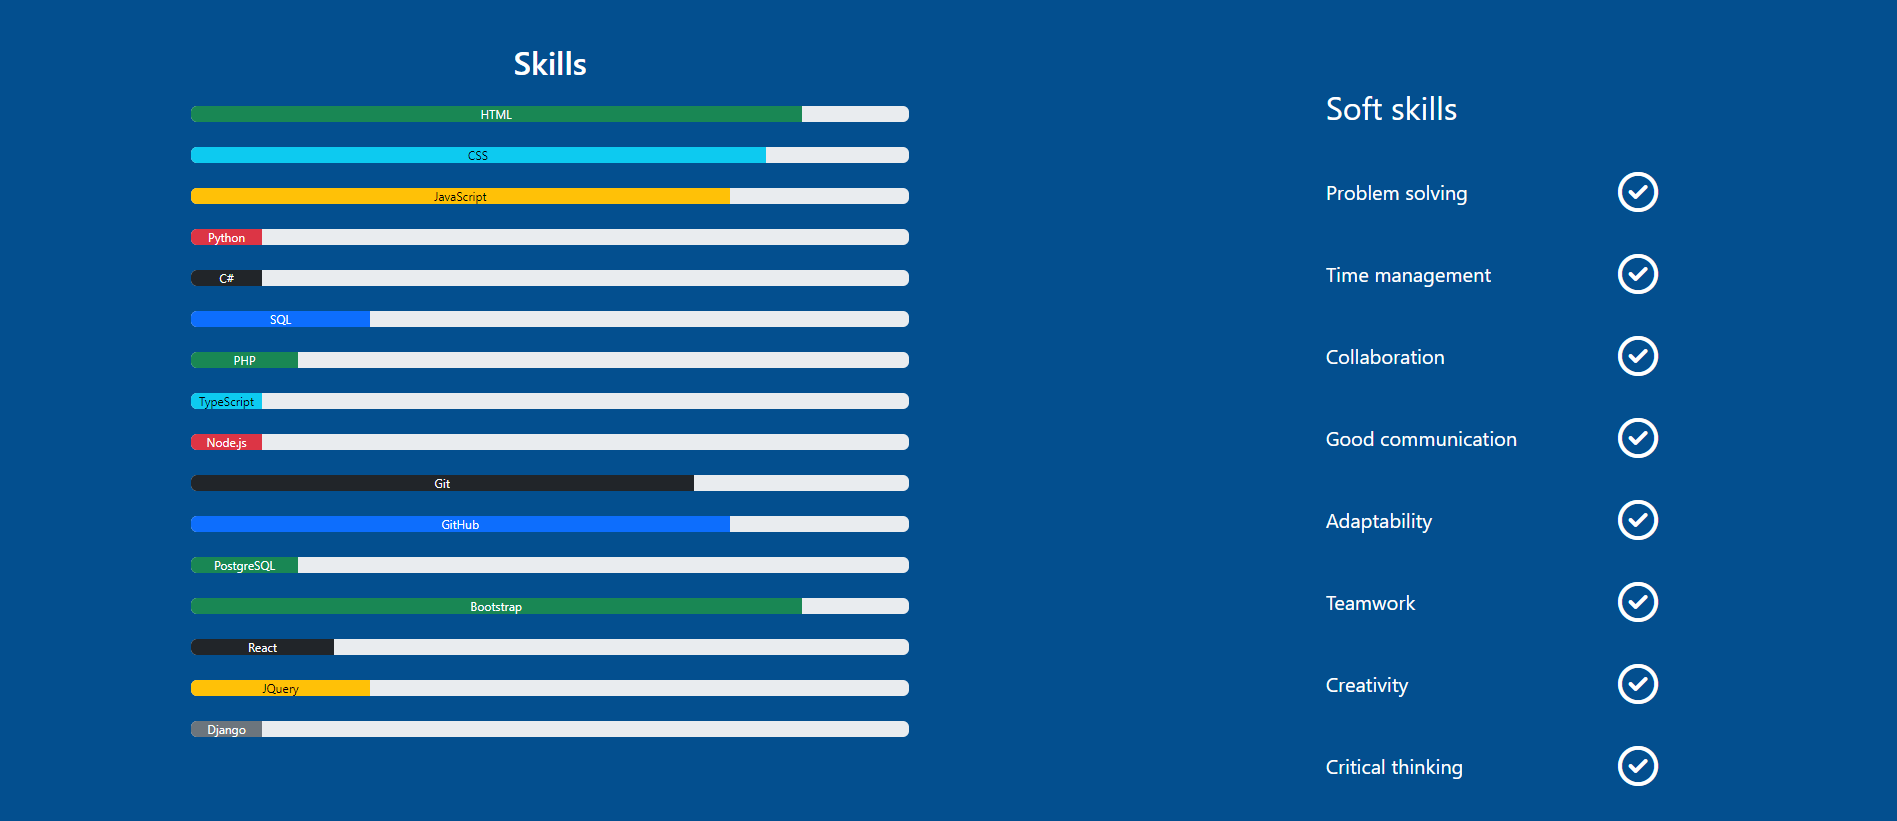 Skills
HTML
CSS
JavaScript
Python
C#
SQL
PHP
TypeScript
Node.js
Git
GitHub
PostgreSQL
Bootstrap
React
JQuery
Django
Soft skills
Problem solving
Time management
Collaboration
Good communication
Adaptability
Teamwork
Creativity
Critical thinking